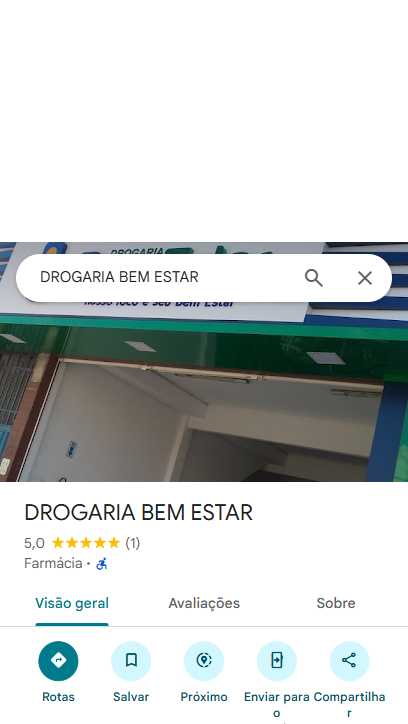 DROGARIA
DROGARIA BEM ESTAR
nosso foco é seu Bem Estar
DROGARIA BEM ESTAR
5,0 ★★★★★ (1)
Farmácia •
Visão geral Avaliações Sobre
Rotas Salvar Próximo Enviar para o Compartilhar